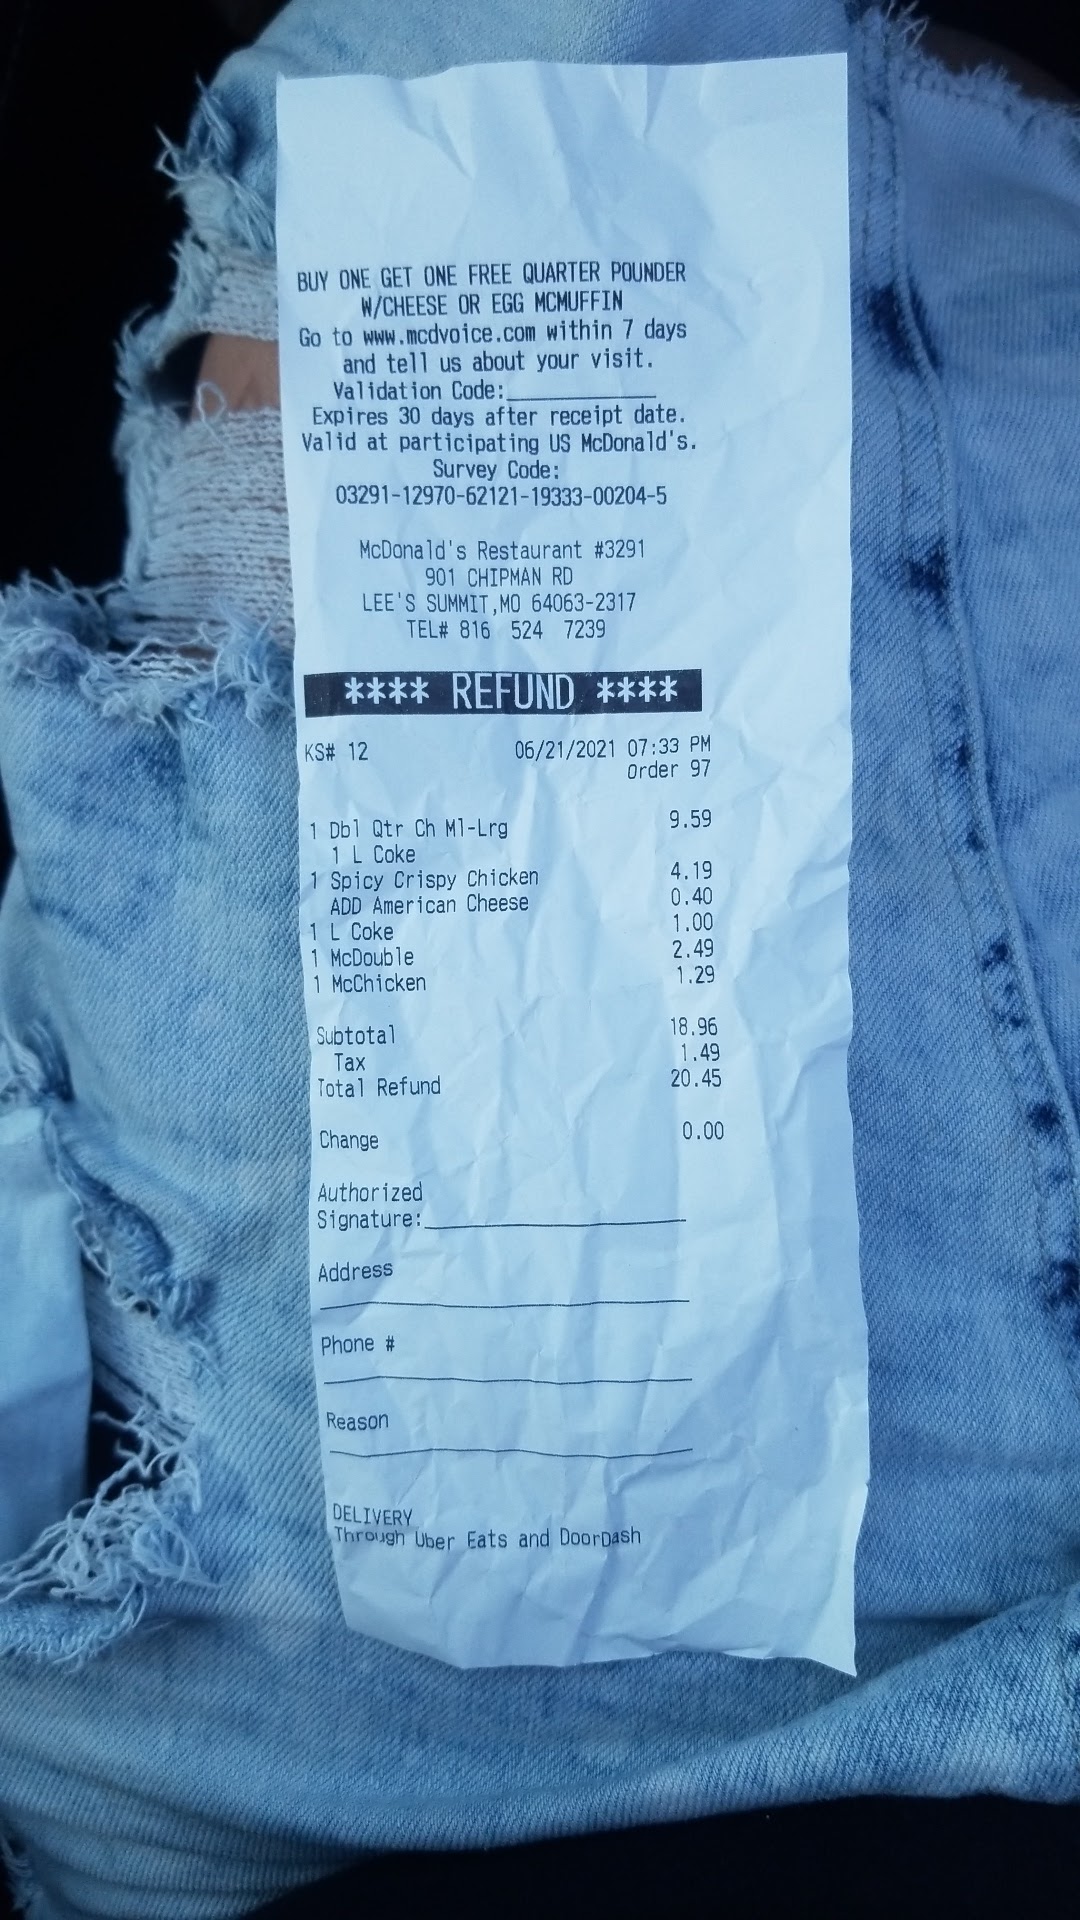 BUY ONE GET ONE FREE QUARTER POUNDER
W/CHEESE OR EGG MCMUFFIN
Go to www.mcdvoice.com within 7 days
and tell us about your visit.
Validation Code:____________
Expires 30 days after receipt date.
Valid at participating US McDonald's.
Survey Code:
03291-12970-62121-19333-00204-5
McDonald's Restaurant #3291
901 CHIPMAN RD
LEE'S SUMMIT,MO 64063-2317
TEL# 816 524 7239
**** REFUND ****
KS# 12 06/21/2021 07:33 PM
Order 97
1 Dbl Qtr Ch Ml-Lrg 9.59
1 L Coke
1 Spicy Crispy Chicken 4.19
ADD American Cheese 0.40
1 L Coke 1.00
1 McDouble 2.49
1 McChicken 1.29
Subtotal 18.96
Tax 1.49
Total Refund 20.45
Change 0.00
Authorized
Signature:____________________
Address
Phone #
Reason
DELIVERY
Through Uber Eats and DoorDash